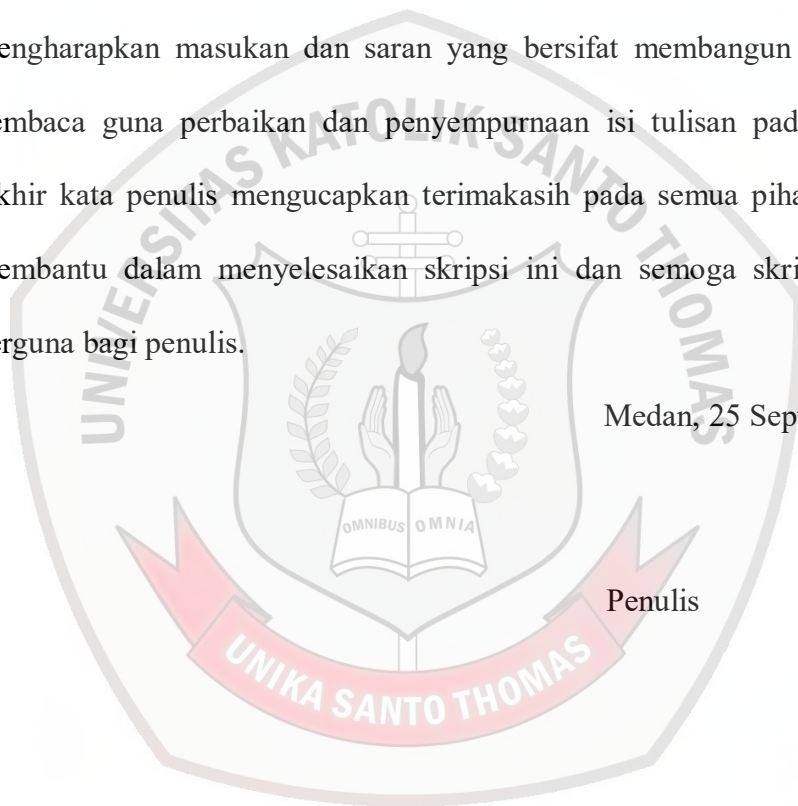 engharapkan masukan dan saran yang bersifat membangun
embaca guna perbaikan dan penyempurnaan isi tulisan pad
khir kata penulis mengucapkan terimakasih pada semua piha
embantu dalam menyelesaikan skripsi ini dan semoga skri
erguna bagi penulis.
Medan, 25 Sep
Penulis
UNIVERSITAS KATOLIK SANTO THOMAS
OMNIBUS OMNIA
UNIKA SANTO THOMAS